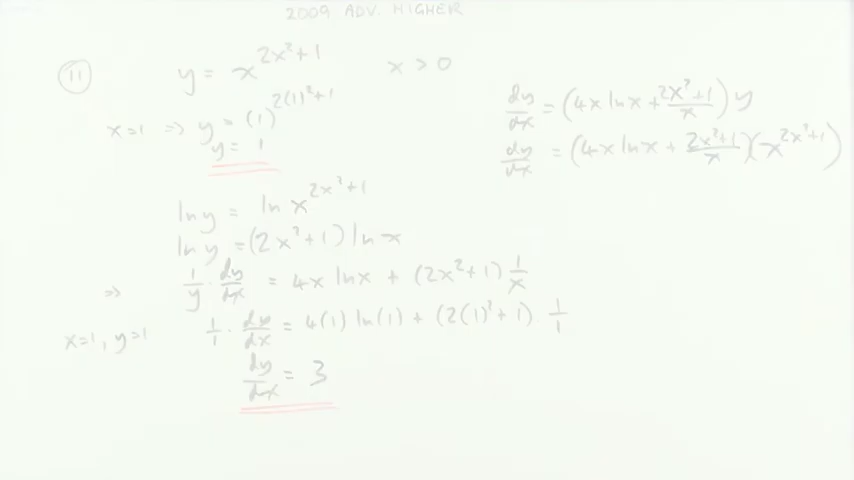 2009 ADV. HIGHER
11 y = x^(2x²+1) x > 0
x=1 => y = (1)^(2(1)²+1)
y = 1
ln y = ln x^(2x²+1)
ln y = (2x²+1) ln x
=> 1/y · dy/dx = 4x lnx + (2x²+1) 1/x
x=1, y=1 1/1 · dy/dx = 4(1) ln(1) + (2(1)²+1) 1/1
dy/dx = 3
dy/dx = (4x ln x + (2x²+1)/x) y
dy/dx = (4x ln x + (2x²+1)/x)(x^(2x²+1))